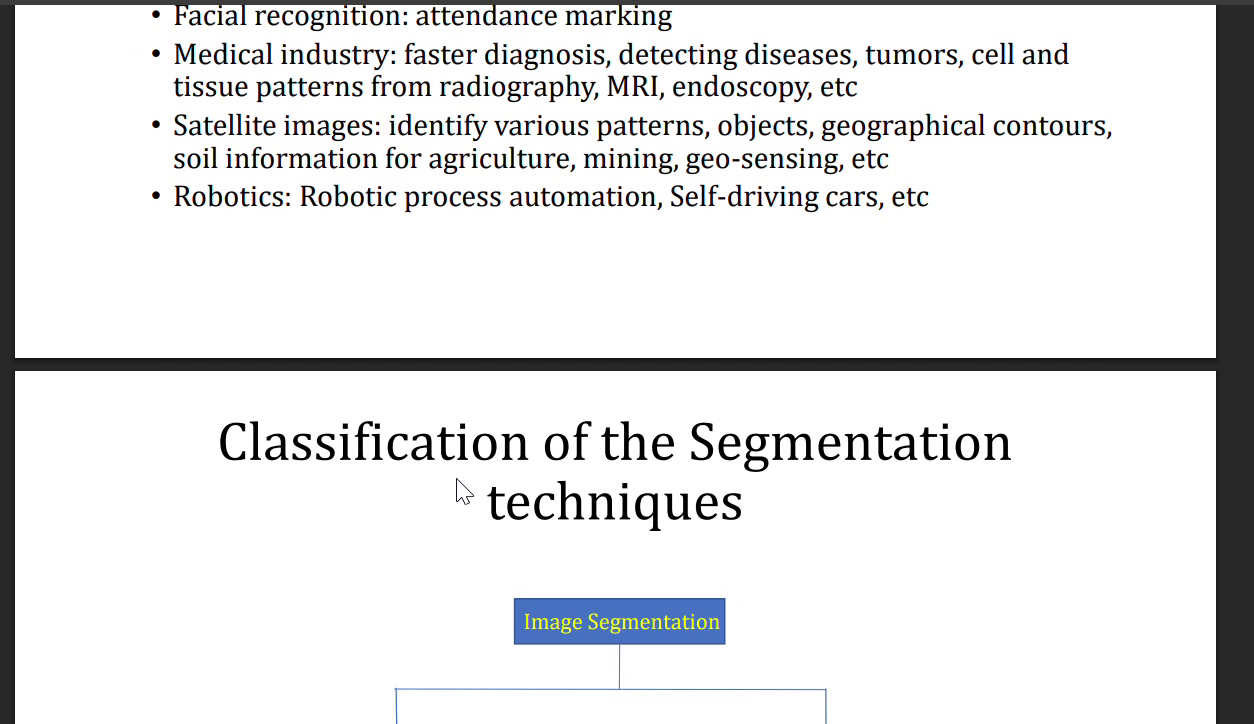 • Facial recognition: attendance marking
• Medical industry: faster diagnosis, detecting diseases, tumors, cell and
tissue patterns from radiography, MRI, endoscopy, etc
• Satellite images: identify various patterns, objects, geographical contours,
soil information for agriculture, mining, geo-sensing, etc
• Robotics: Robotic process automation, Self-driving cars, etc
Classification of the Segmentation
techniques
Image Segmentation